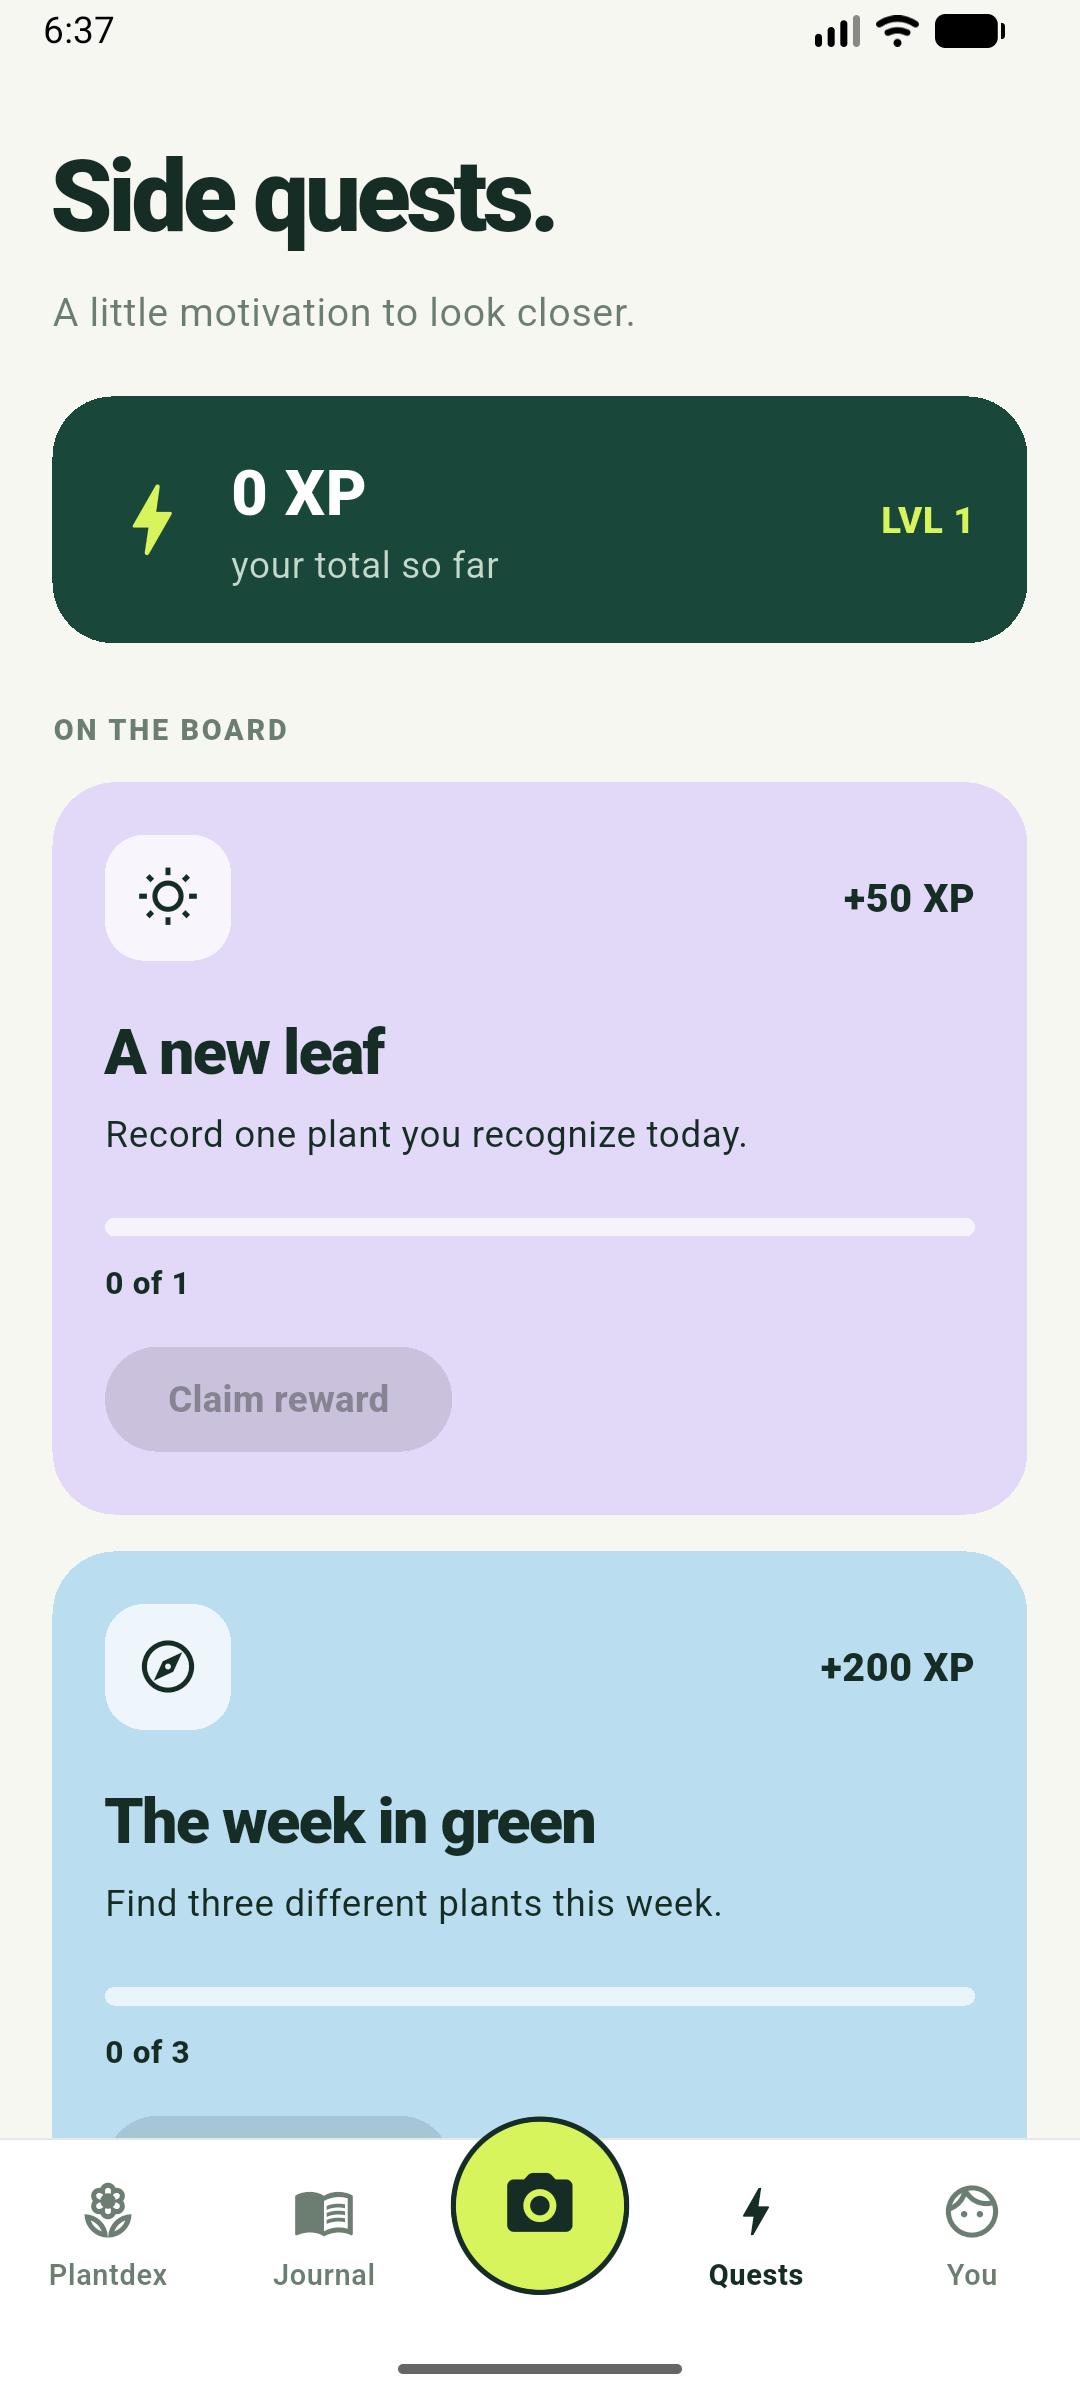 6:37
Side quests.
A little motivation to look closer.
0 XP
your total so far
LVL 1
ON THE BOARD
+50 XP
A new leaf
Record one plant you recognize today.
0 of 1
Claim reward
+200 XP
The week in green
Find three different plants this week.
0 of 3
Plantdex
Journal
Quests
You